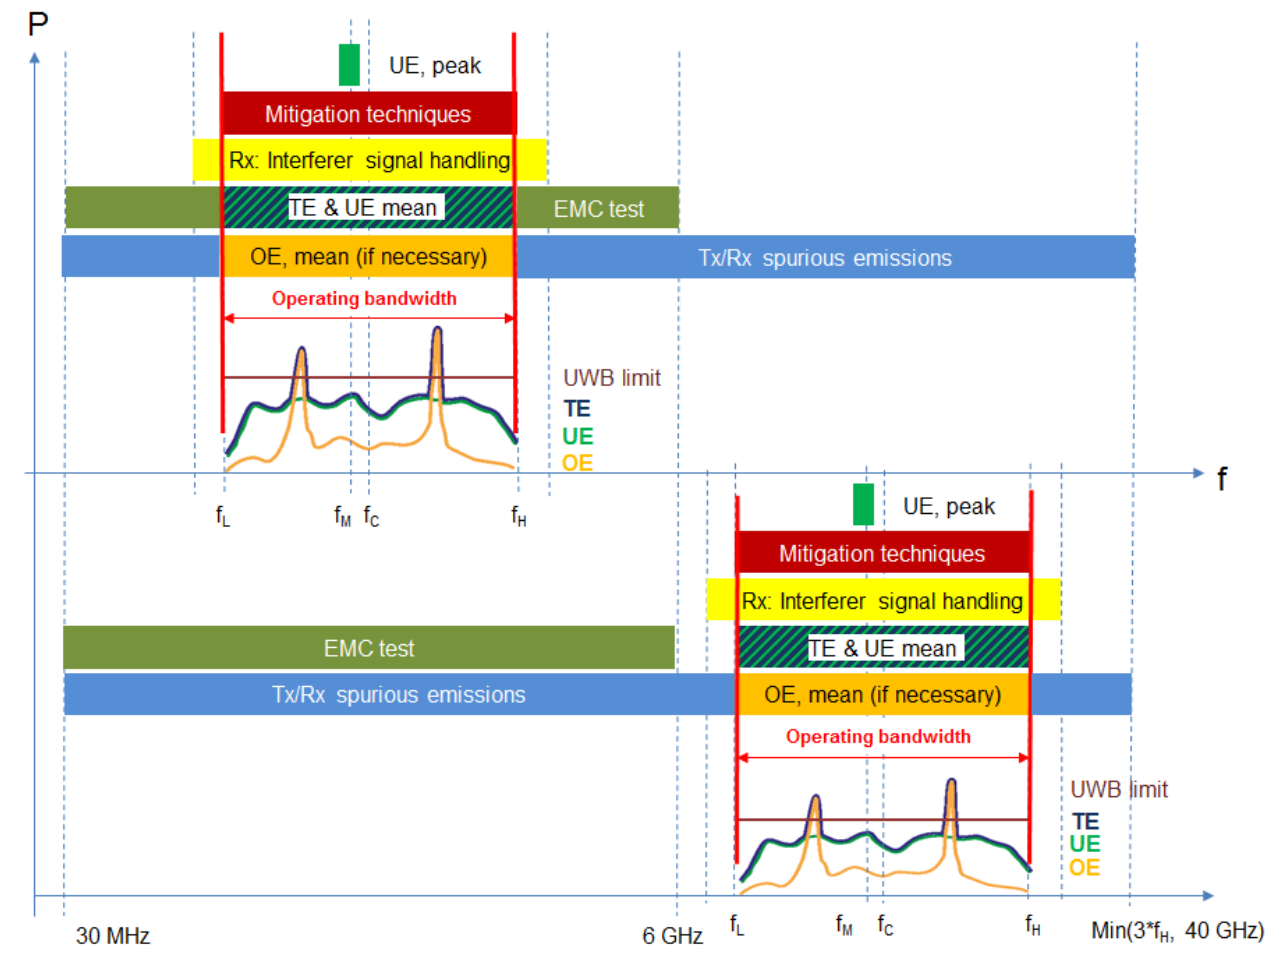 P
UE, peak
Mitigation techniques
Rx: Interferer signal handling
TE & UE mean
EMC test
OE, mean (if necessary)
Tx/Rx spurious emissions
Operating bandwidth
UWB limit
TE
UE
OE
f
fL fM fC fH
UE, peak
Mitigation techniques
Rx: Interferer signal handling
EMC test
TE & UE mean
Tx/Rx spurious emissions
OE, mean (if necessary)
Operating bandwidth
UWB limit
TE
UE
OE
30 MHz
6 GHz
fL fM fC fH
Min(3*fH, 40 GHz)